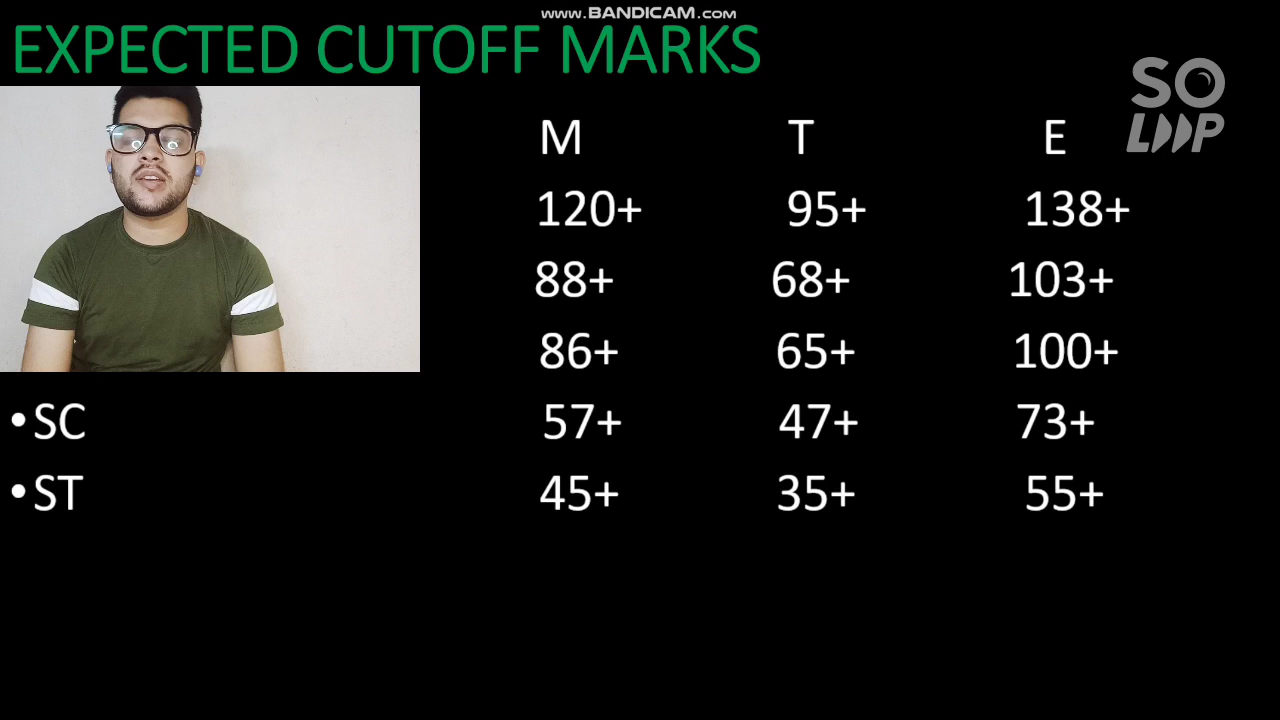 www.BANDICAM.com
EXPECTED CUTOFF MARKS
SO
LOOP
M T E
120+ 95+ 138+
88+ 68+ 103+
86+ 65+ 100+
• SC 57+ 47+ 73+
• ST 45+ 35+ 55+